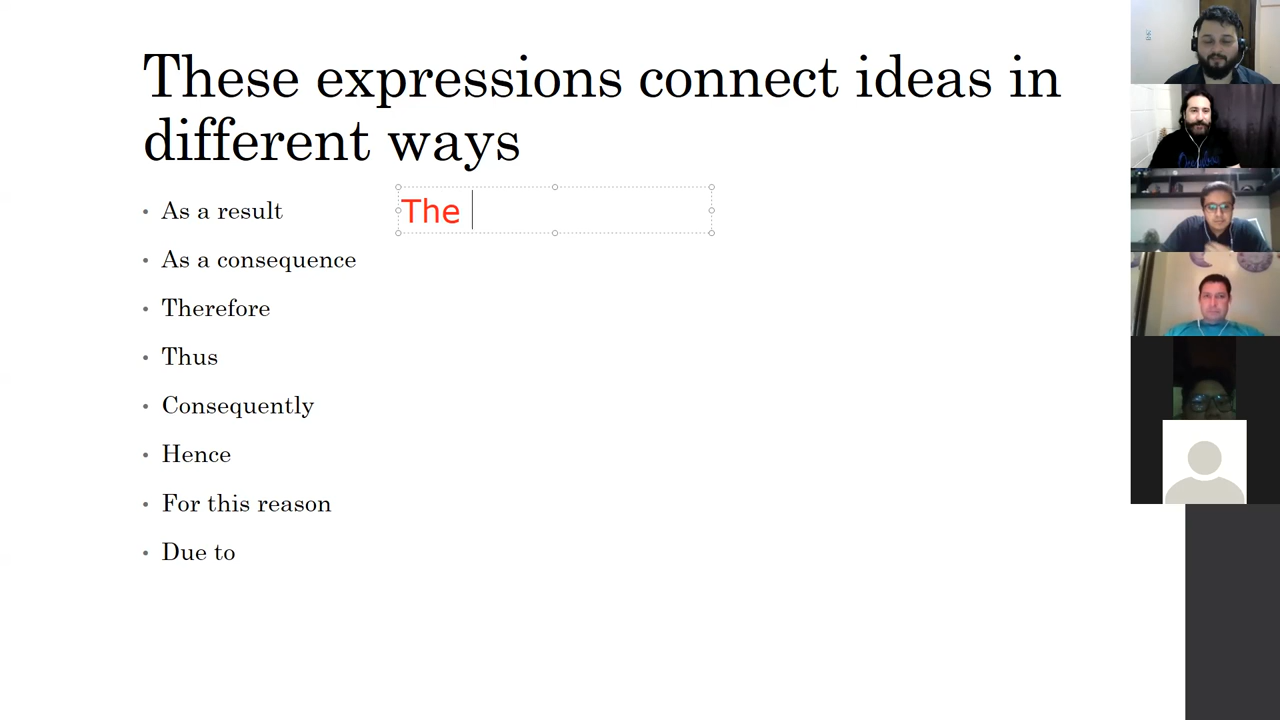 These expressions connect ideas in
different ways
• As a result
The
• As a consequence
• Therefore
• Thus
• Consequently
• Hence
• For this reason
• Due to